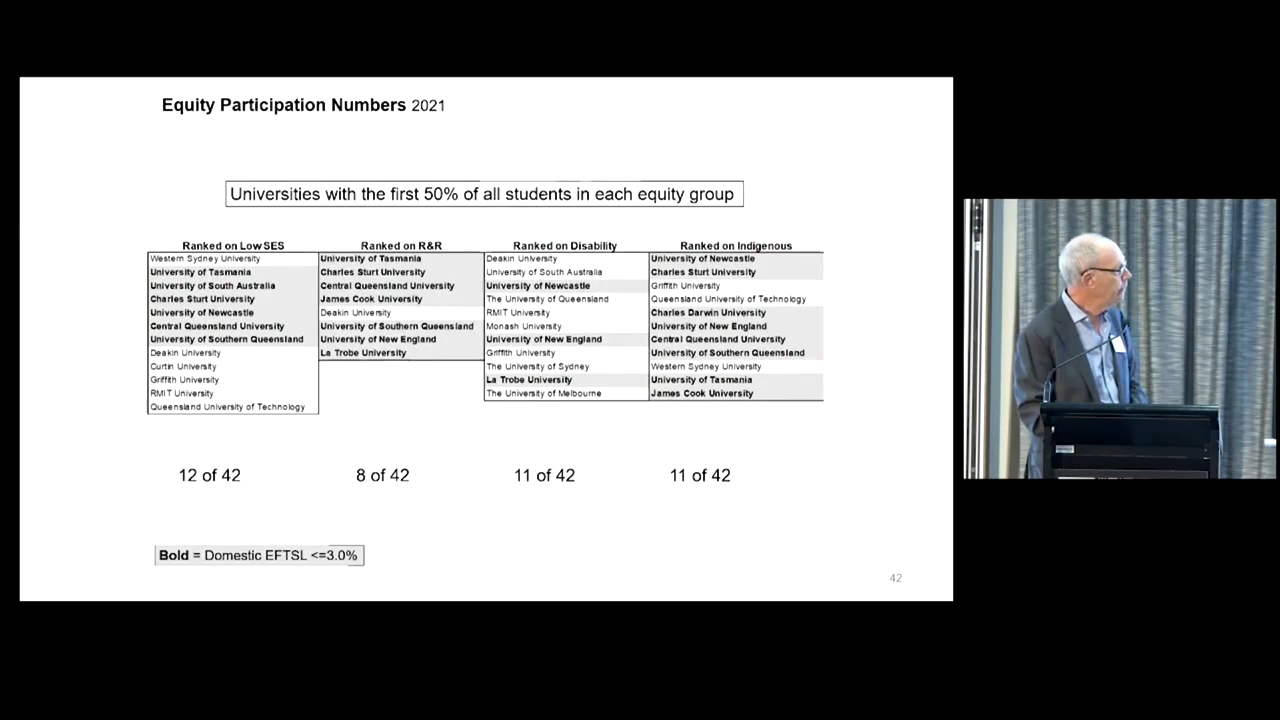 Equity Participation Numbers 2021
Universities with the first 50% of all students in each equity group
Ranked on Low SES
Western Sydney University
University of Tasmania
University of South Australia
Charles Sturt University
University of Newcastle
Central Queensland University
University of Southern Queensland
Deakin University
Curtin University
Griffith University
RMIT University
Queensland University of Technology
12 of 42
Ranked on R&R
University of Tasmania
Charles Sturt University
Central Queensland University
James Cook University
Deakin University
University of Southern Queensland
University of New England
La Trobe University
8 of 42
Ranked on Disability
Deakin University
University of South Australia
University of Newcastle
The University of Queensland
RMIT University
Monash University
University of New England
Griffith University
The University of Sydney
La Trobe University
The University of Melbourne
11 of 42
Ranked on Indigenous
University of Newcastle
Charles Sturt University
Griffith University
Queensland University of Technology
Charles Darwin University
University of New England
Central Queensland University
University of Southern Queensland
Western Sydney University
University of Tasmania
James Cook University
11 of 42
Bold = Domestic EFTSL <=3.0%
42